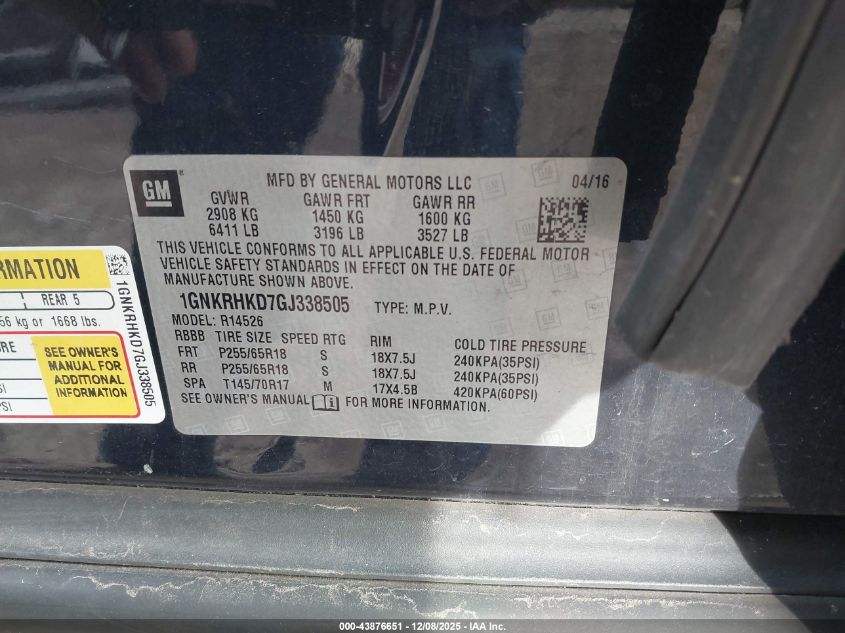 GM
MFD BY GENERAL MOTORS LLC 04/16
GVWR GAWR FRT GAWR RR
2908 KG 1450 KG 1600 KG
6411 LB 3196 LB 3527 LB
THIS VEHICLE CONFORMS TO ALL APPLICABLE U.S. FEDERAL MOTOR
VEHICLE SAFETY STANDARDS IN EFFECT ON THE DATE OF
MANUFACTURE SHOWN ABOVE.
1GNKRHKD7GJ338505 TYPE: M.P.V.
MODEL: R14526
RBBB TIRE SIZE SPEED RTG RIM COLD TIRE PRESSURE
FRT P255/65R18 S 18X7.5J 240KPA(35PSI)
RR P255/65R18 S 18X7.5J 240KPA(35PSI)
SPA T145/70R17 M 17X4.5B 420KPA(60PSI)
SEE OWNER'S MANUAL FOR MORE INFORMATION.
REAR 5
kg or 1668 lbs.
SEE OWNER'S
MANUAL FOR
ADDITIONAL
INFORMATION
1GNKRHKD7GJ338505
000-43876651 - 12/08/2025 - IAA Inc.